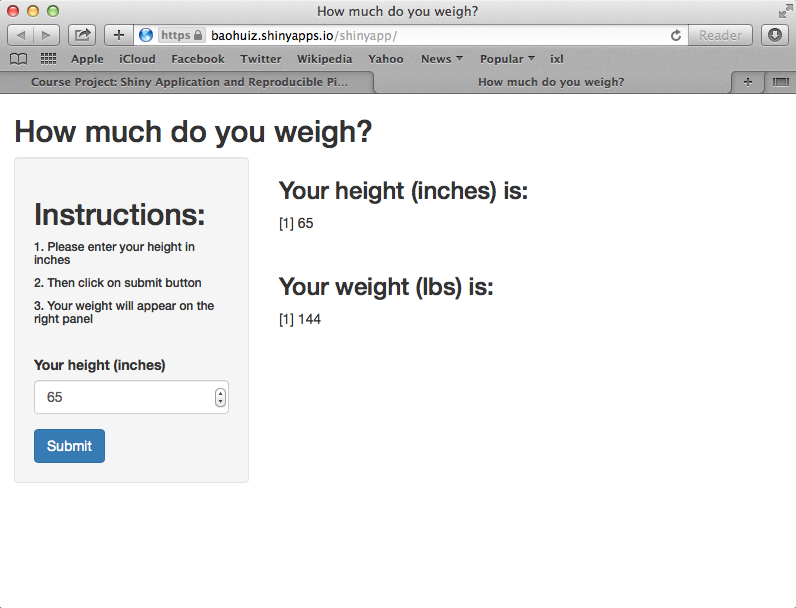 How much do you weigh?
https baohuiz.shinyapps.io/shinyapp/
Reader
Apple iCloud Facebook Twitter Wikipedia Yahoo News Popular ixl
Course Project: Shiny Application and Reproducible Pi...
How much do you weigh?
How much do you weigh?
Instructions:
1. Please enter your height in
inches
2. Then click on submit button
3. Your weight will appear on the
right panel
Your height (inches)
65
Submit
Your height (inches) is:
[1] 65
Your weight (lbs) is:
[1] 144